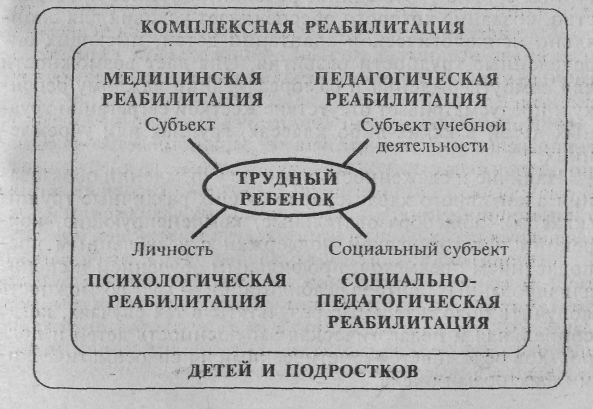 КОМПЛЕКСНАЯ РЕАБИЛИТАЦИЯ
МЕДИЦИНСКАЯ
РЕАБИЛИТАЦИЯ
Субъект
ПЕДАГОГИЧЕСКАЯ
РЕАБИЛИТАЦИЯ
Субъект учебной
деятельности
ТРУДНЫЙ
РЕБЕНОК
Личность
ПСИХОЛОГИЧЕСКАЯ
РЕАБИЛИТАЦИЯ
Социальный субъект
СОЦИАЛЬНО-
ПЕДАГОГИЧЕСКАЯ
РЕАБИЛИТАЦИЯ
ДЕТЕЙ И ПОДРОСТКОВ